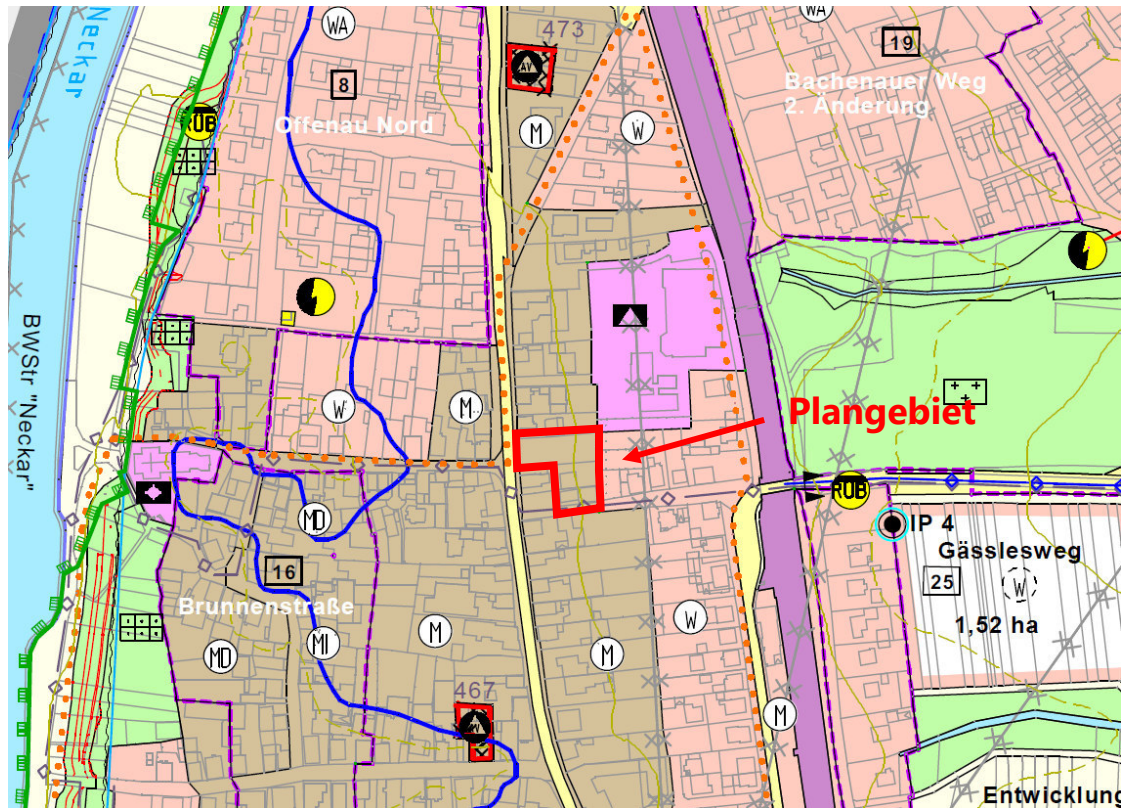 Neckar
WA
473
WA
19
8
AV
Bachenauer Weg
2. Änderung
RÜB
Offenau Nord
M
W
BWStr "Neckar"
W
M
Plangebiet
RÜB
IP 4
MD
Gässlesweg
16
25
W
Brunnenstraße
1,52 ha
W
MD
MI
M
M
467
M
Entwicklung